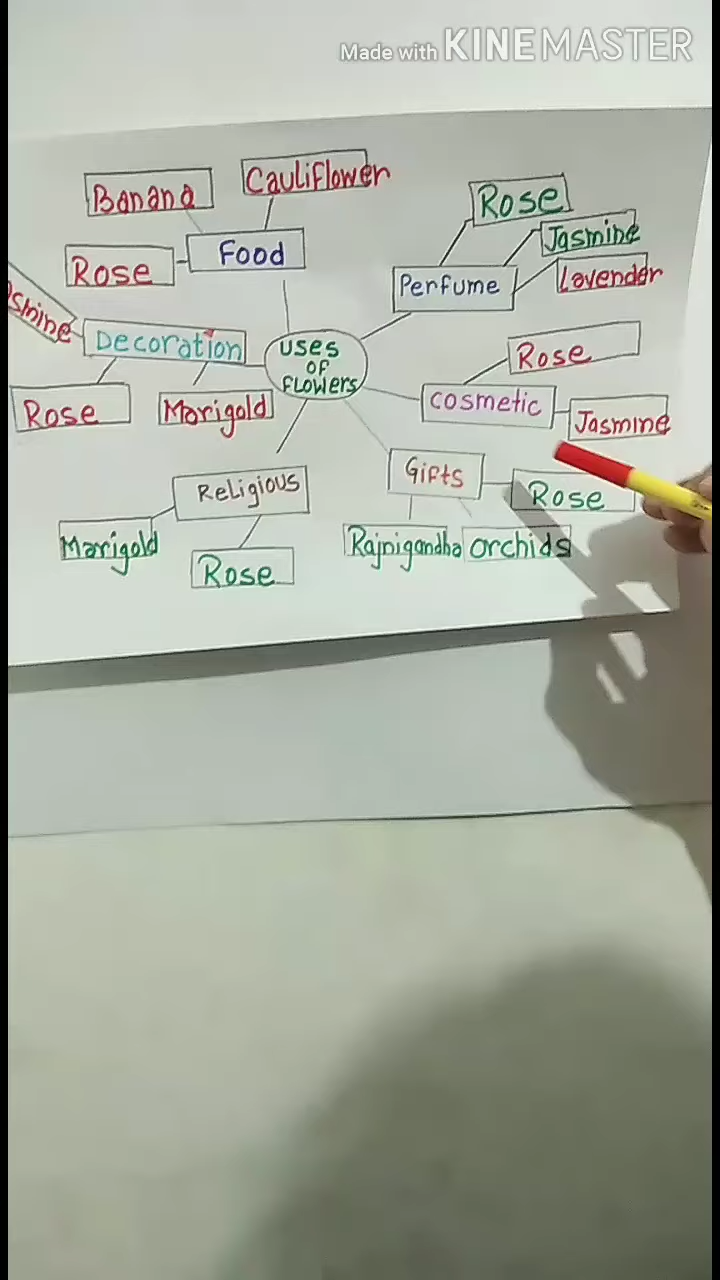 Made with KINEMASTER
Banana
Cauliflower
Rose
Food
Rose
Jasmine
Lavender
Perfume
smine
Decoration
Rose
Marigold
USES
OF
FLOWERS
Rose
cosmetic
Jasmine
Religious
Marigold
Rose
Gifts
Rose
Rajnigandha
orchids